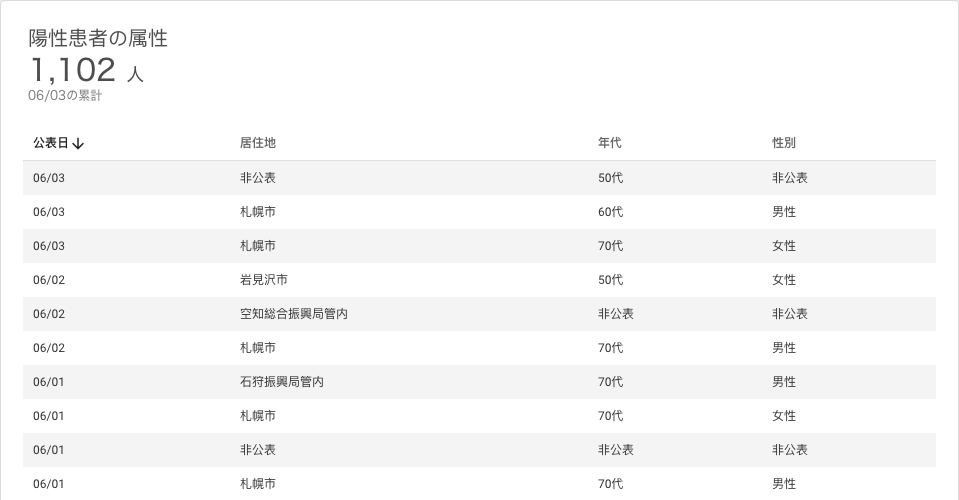 陽性患者の属性
1,102 人
06/03の累計
公表日↓ 居住地 年代 性別
06/03 非公表 50代 非公表
06/03 札幌市 60代 男性
06/03 札幌市 70代 女性
06/02 岩見沢市 50代 女性
06/02 空知総合振興局管内 非公表 非公表
06/02 札幌市 70代 男性
06/01 石狩振興局管内 70代 男性
06/01 札幌市 70代 女性
06/01 非公表 非公表 非公表
06/01 札幌市 70代 男性